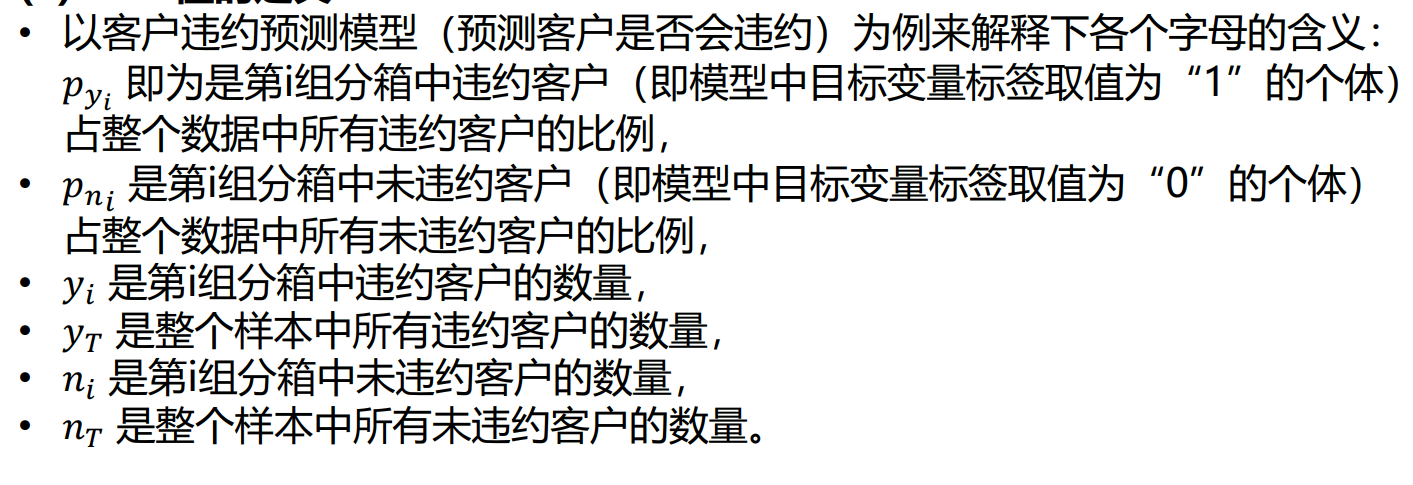 • 以客户违约预测模型（预测客户是否会违约）为例来解释下各个字母的含义：
$p_{y_i}$ 即为是第i组分箱中违约客户（即模型中目标变量标签取值为“1”的个体）
占整个数据中所有违约客户的比例，
• $p_{n_i}$ 是第i组分箱中未违约客户（即模型中目标变量标签取值为“0”的个体）
占整个数据中所有未违约客户的比例，
• $y_i$ 是第i组分箱中违约客户的数量，
• $y_T$ 是整个样本中所有违约客户的数量，
• $n_i$ 是第i组分箱中未违约客户的数量，
• $n_T$ 是整个样本中所有未违约客户的数量。